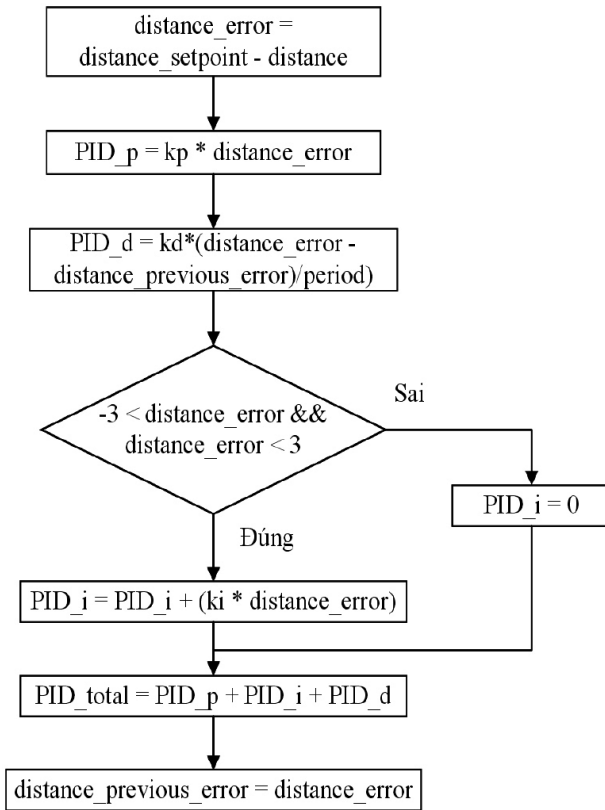 distance_error =
distance_setpoint - distance
PID_p = kp * distance_error
PID_d = kd*(distance_error -
distance_previous_error)/period)
-3 < distance_error &&
distance_error < 3
Sai
PID_i = 0
Đúng
PID_i = PID_i + (ki * distance_error)
PID_total = PID_p + PID_i + PID_d
distance_previous_error = distance_error